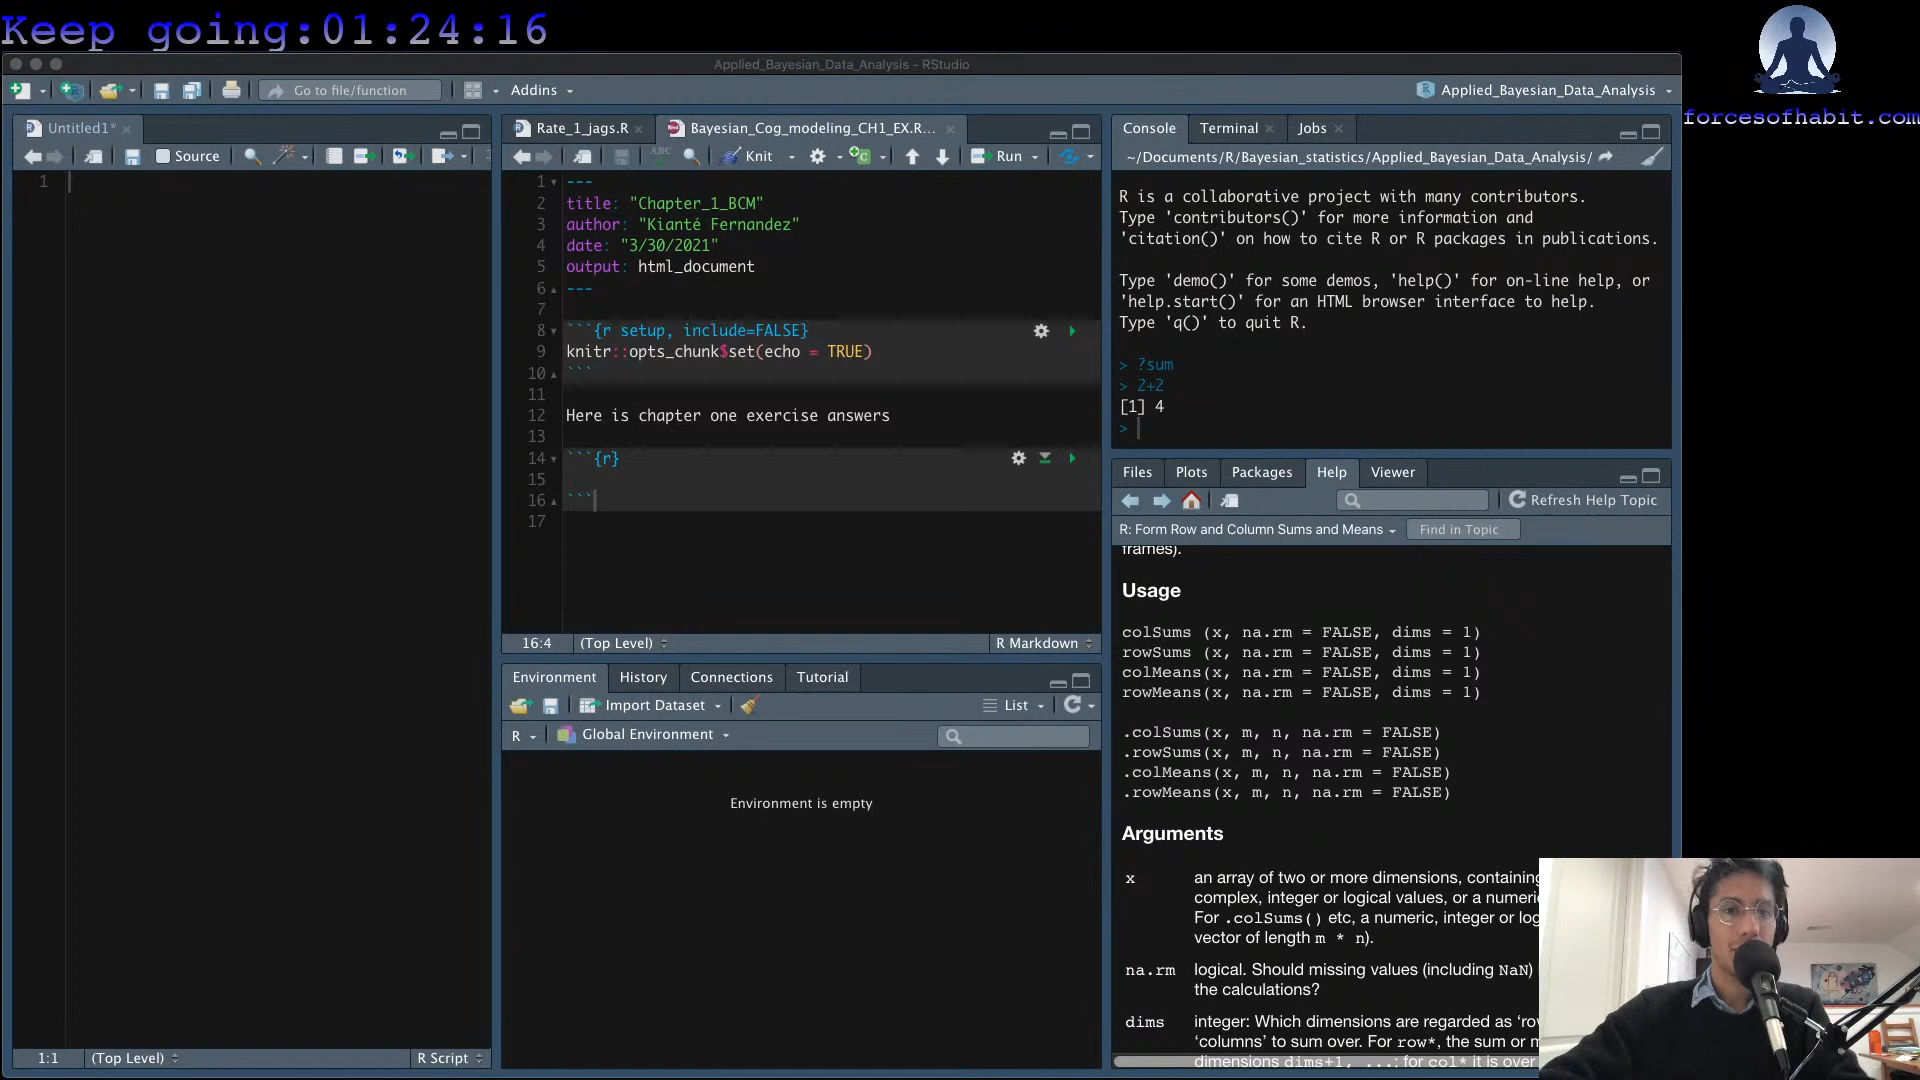 Keep going:01:24:16
forcesofhabit.com
Applied_Bayesian_Data_Analysis - RStudio
Go to file/function
Addins
Applied_Bayesian_Data_Analysis
Untitled1*
Source
1
1:1
(Top Level)
R Script
Rate_1_jags.R
Bayesian_Cog_modeling_CH1_EX.R...
ABC
Knit
Run
1 ---
2 title: "Chapter_1_BCM"
3 author: "Kianté Fernandez"
4 date: "3/30/2021"
5 output: html_document
6 ---
7
8 ```{r setup, include=FALSE}
9 knitr::opts_chunk$set(echo = TRUE)
10 ```
11
12 Here is chapter one exercise answers
13
14 ```{r}
15
16 ```
17
16:4
(Top Level)
R Markdown
Environment
History
Connections
Tutorial
Import Dataset
List
R
Global Environment
Environment is empty
Console
Terminal
Jobs
~/Documents/R/Bayesian_statistics/Applied_Bayesian_Data_Analysis/
R is a collaborative project with many contributors.
Type 'contributors()' for more information and
'citation()' on how to cite R or R packages in publications.
Type 'demo()' for some demos, 'help()' for on-line help, or
'help.start()' for an HTML browser interface to help.
Type 'q()' to quit R.
> ?sum
> 2+2
[1] 4
>
Files
Plots
Packages
Help
Viewer
Refresh Help Topic
R: Form Row and Column Sums and Means
Find in Topic
frames).
Usage
colSums (x, na.rm = FALSE, dims = 1)
rowSums (x, na.rm = FALSE, dims = 1)
colMeans(x, na.rm = FALSE, dims = 1)
rowMeans(x, na.rm = FALSE, dims = 1)
.colSums(x, m, n, na.rm = FALSE)
.rowSums(x, m, n, na.rm = FALSE)
.colMeans(x, m, n, na.rm = FALSE)
.rowMeans(x, m, n, na.rm = FALSE)
Arguments
x an array of two or more dimensions, containing
complex, integer or logical values, or a numeric
For .colSums() etc, a numeric, integer or log
vector of length m * n).
na.rm logical. Should missing values (including NaN)
the calculations?
dims integer: Which dimensions are regarded as ‘row
‘columns’ to sum over. For row*, the sum or m
dimensions dims+1, ...; for col* it is over